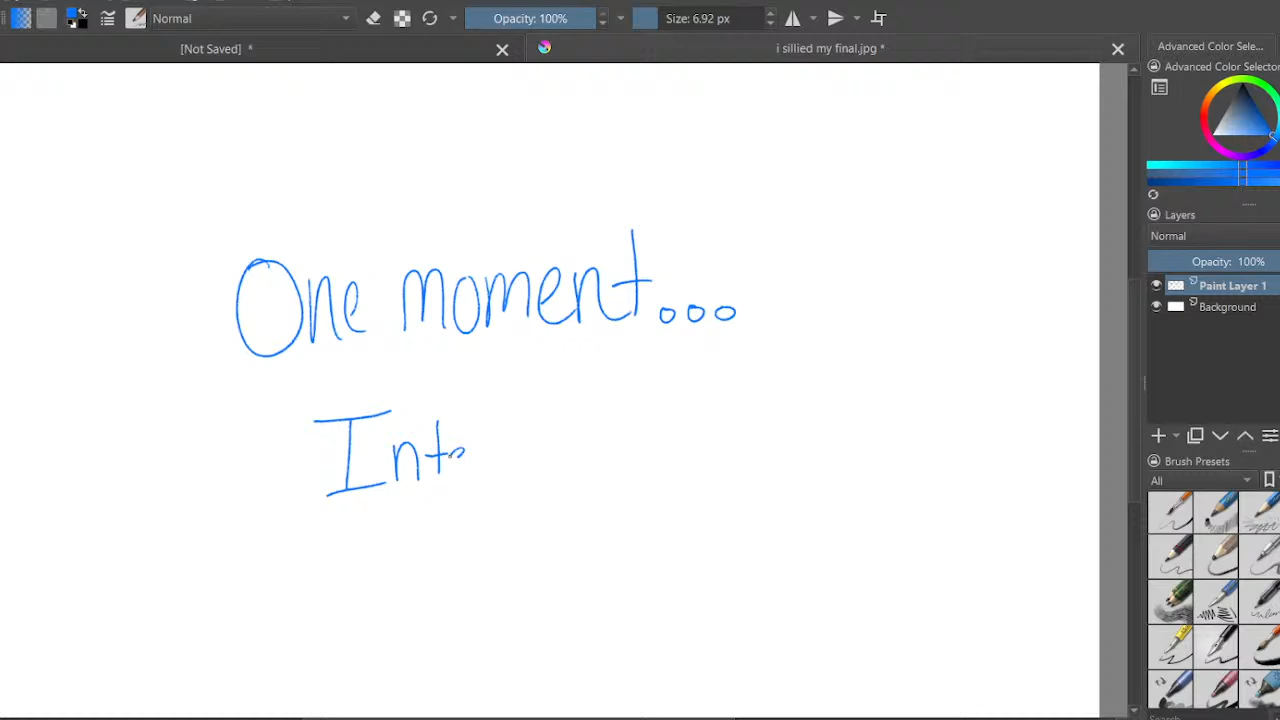 Normal
Opacity: 100%
Size: 6.92 px
[Not Saved] *
i sillied my final.jpg *
Advanced Color Sele...
Advanced Color Selector
Layers
Normal
Opacity: 100%
Paint Layer 1
Background
Brush Presets
All
One moment...
Inte